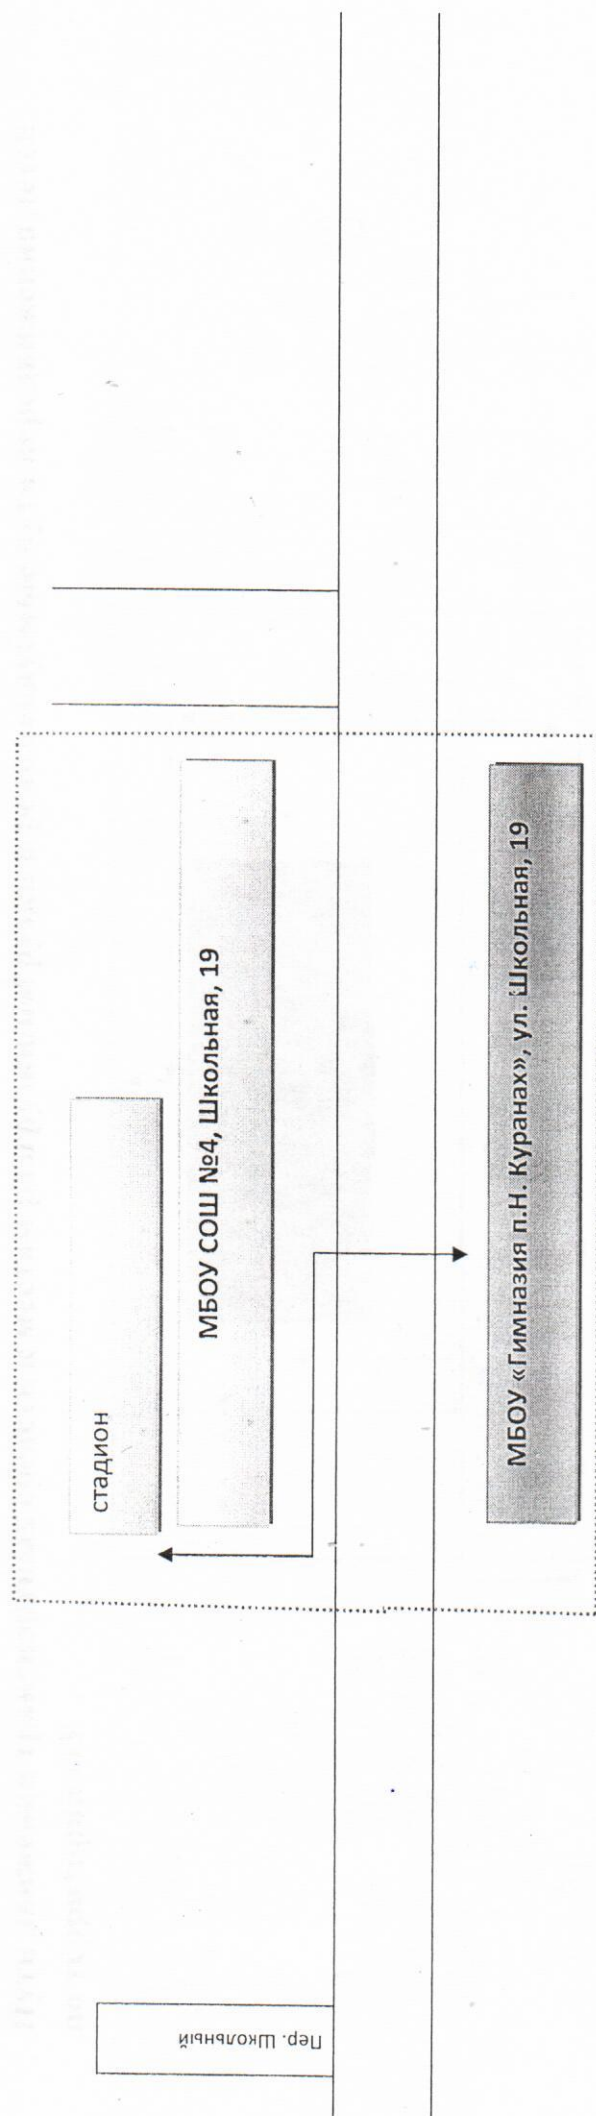 стадион
МБОУ СОШ №4, Школьная, 19
МБОУ «Гимназия п.Н. Куранах», ул. Школьная, 19
Пер. Школьный